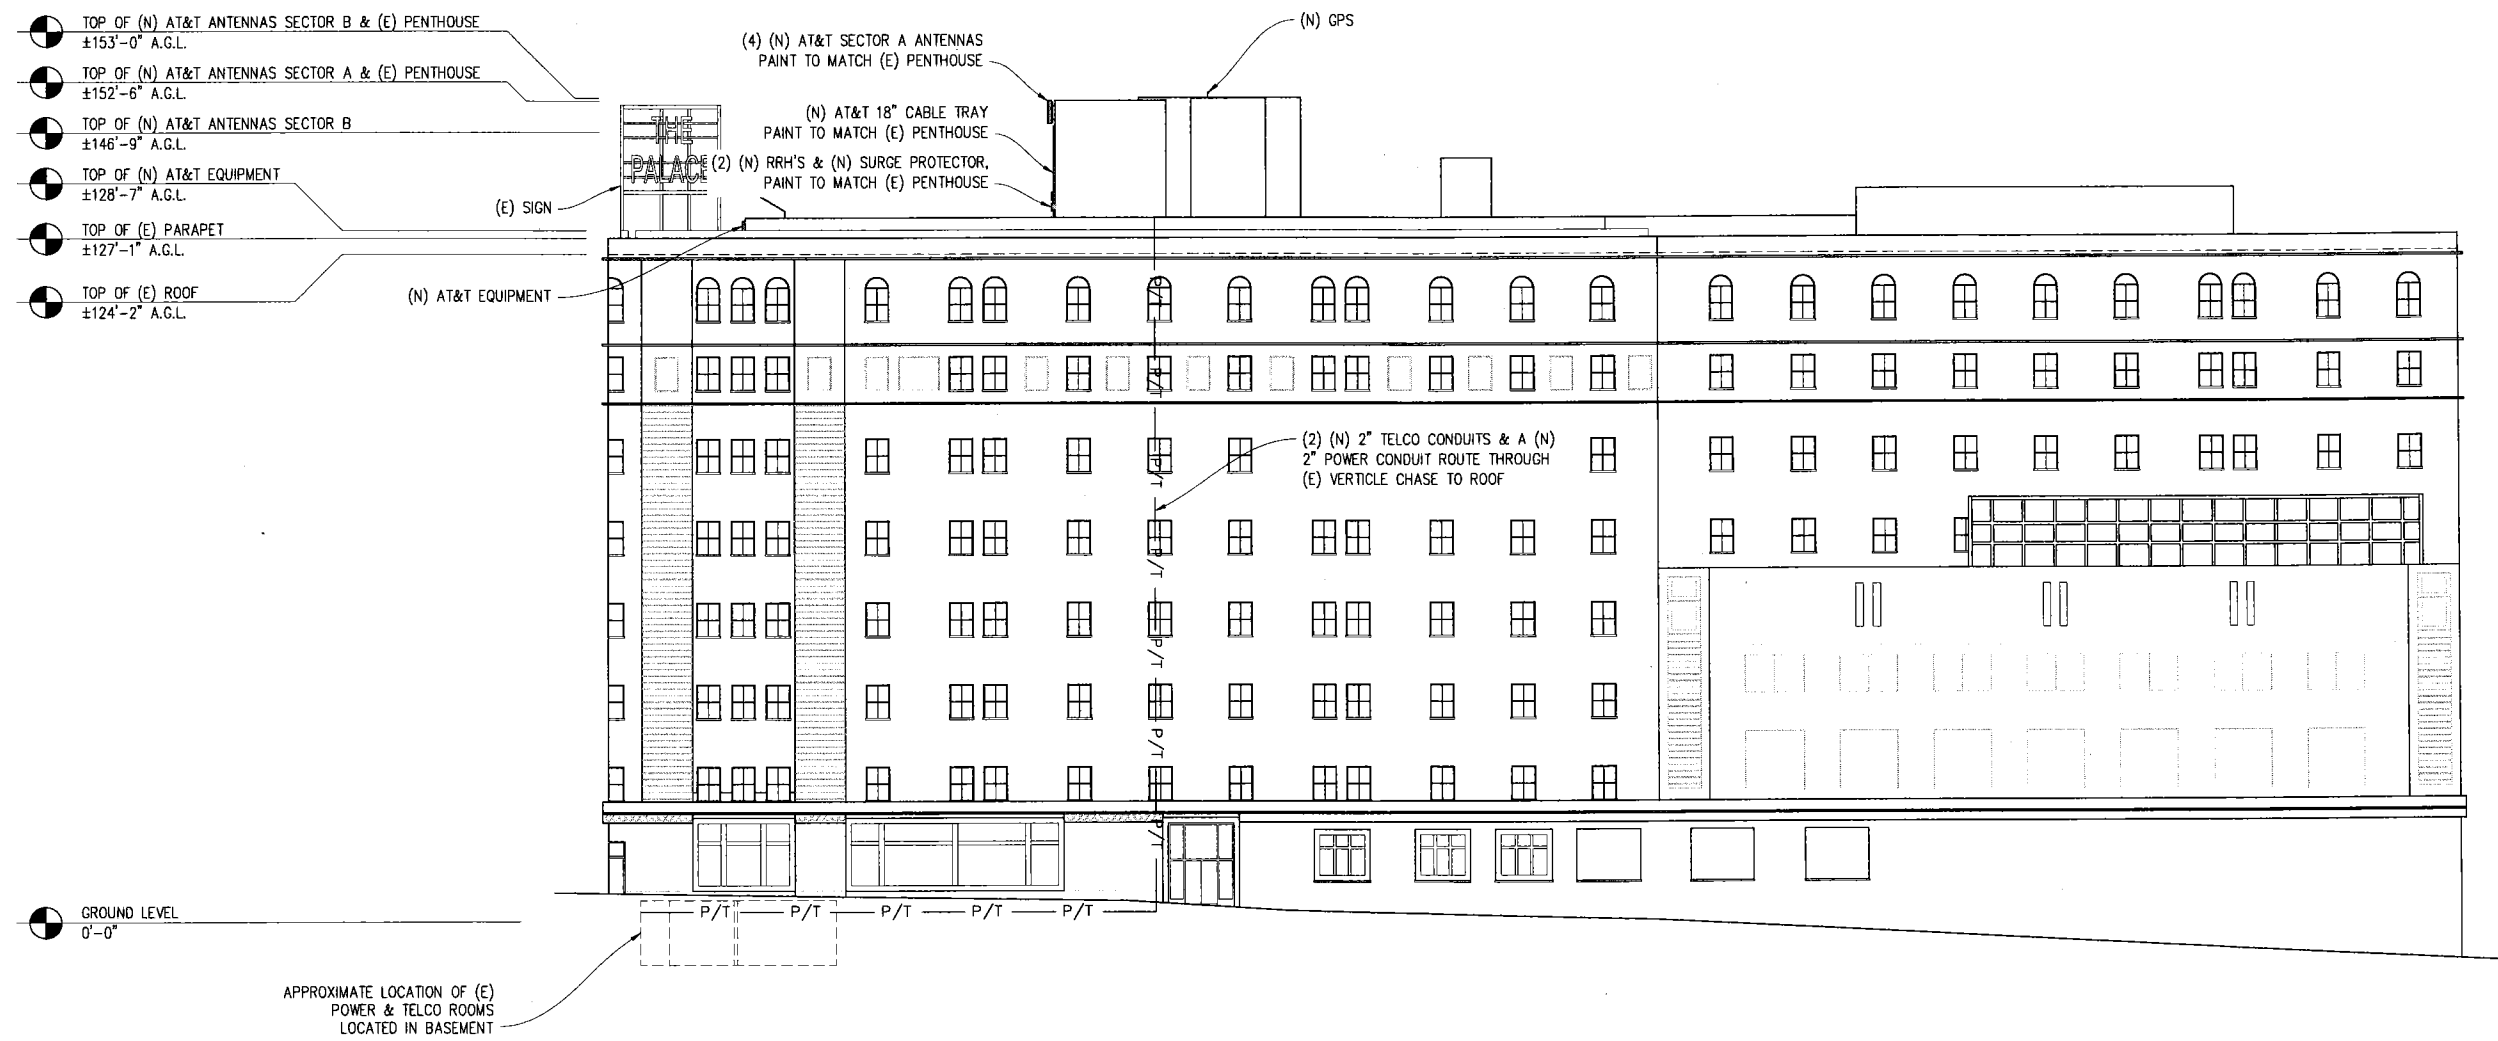 TOP OF (N) AT&T ANTENNAS SECTOR B & (E) PENTHOUSE
±153'-0" A.G.L.
TOP OF (N) AT&T ANTENNAS SECTOR A & (E) PENTHOUSE
±152'-6" A.G.L.
TOP OF (N) AT&T ANTENNAS SECTOR B
±146'-9" A.G.L.
TOP OF (N) AT&T EQUIPMENT
±128'-7" A.G.L.
TOP OF (E) PARAPET
±127'-1" A.G.L.
TOP OF (E) ROOF
±124'-2" A.G.L.
(N) GPS
(4) (N) AT&T SECTOR A ANTENNAS
PAINT TO MATCH (E) PENTHOUSE
(N) AT&T 18" CABLE TRAY
PAINT TO MATCH (E) PENTHOUSE
(2) (N) RRH'S & (N) SURGE PROTECTOR,
PAINT TO MATCH (E) PENTHOUSE
THE
PALACE
(E) SIGN
(N) AT&T EQUIPMENT
(2) (N) 2" TELCO CONDUITS & A (N)
2" POWER CONDUIT ROUTE THROUGH
(E) VERTICLE CHASE TO ROOF
P/T
P/T
P/T
P/T
P/T
P/T
P/T
P/T P/T P/T P/T P/T
GROUND LEVEL
0'-0"
APPROXIMATE LOCATION OF (E)
POWER & TELCO ROOMS
LOCATED IN BASEMENT